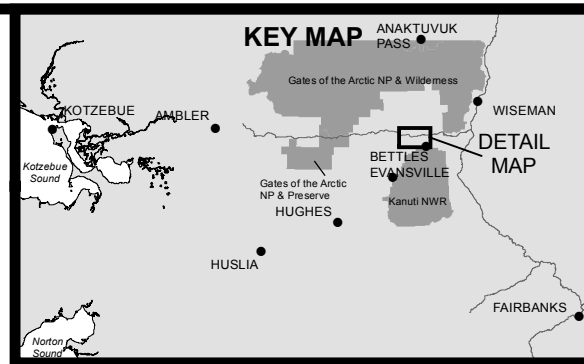 KEY MAP
ANAKTUVUK
PASS
Gates of the Arctic NP & Wilderness
KOTZEBUE
AMBLER
WISEMAN
Kotzebue
Sound
DETAIL
MAP
BETTLES
EVANSVILLE
Gates of the Arctic
NP & Preserve
Kanuti NWR
HUGHES
HUSLIA
FAIRBANKS
Norton
Sound